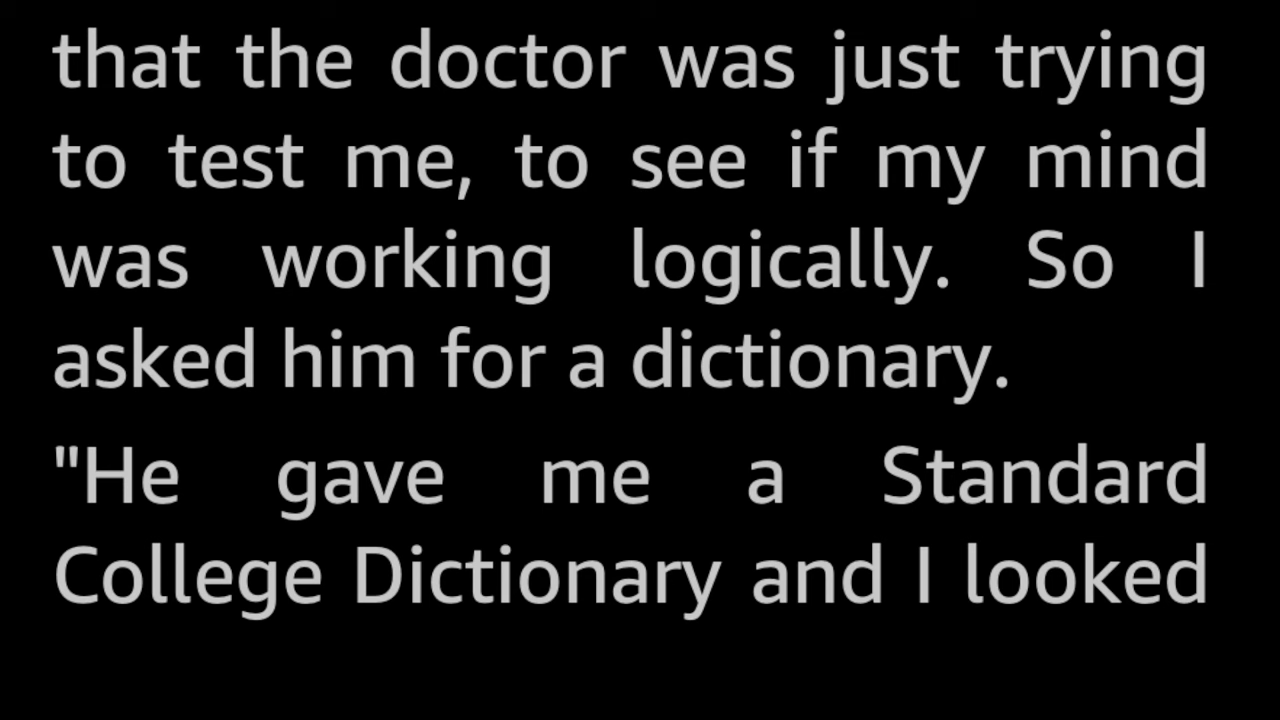 that the doctor was just trying
to test me, to see if my mind
was working logically. So I
asked him for a dictionary.
"He gave me a Standard
College Dictionary and I looked